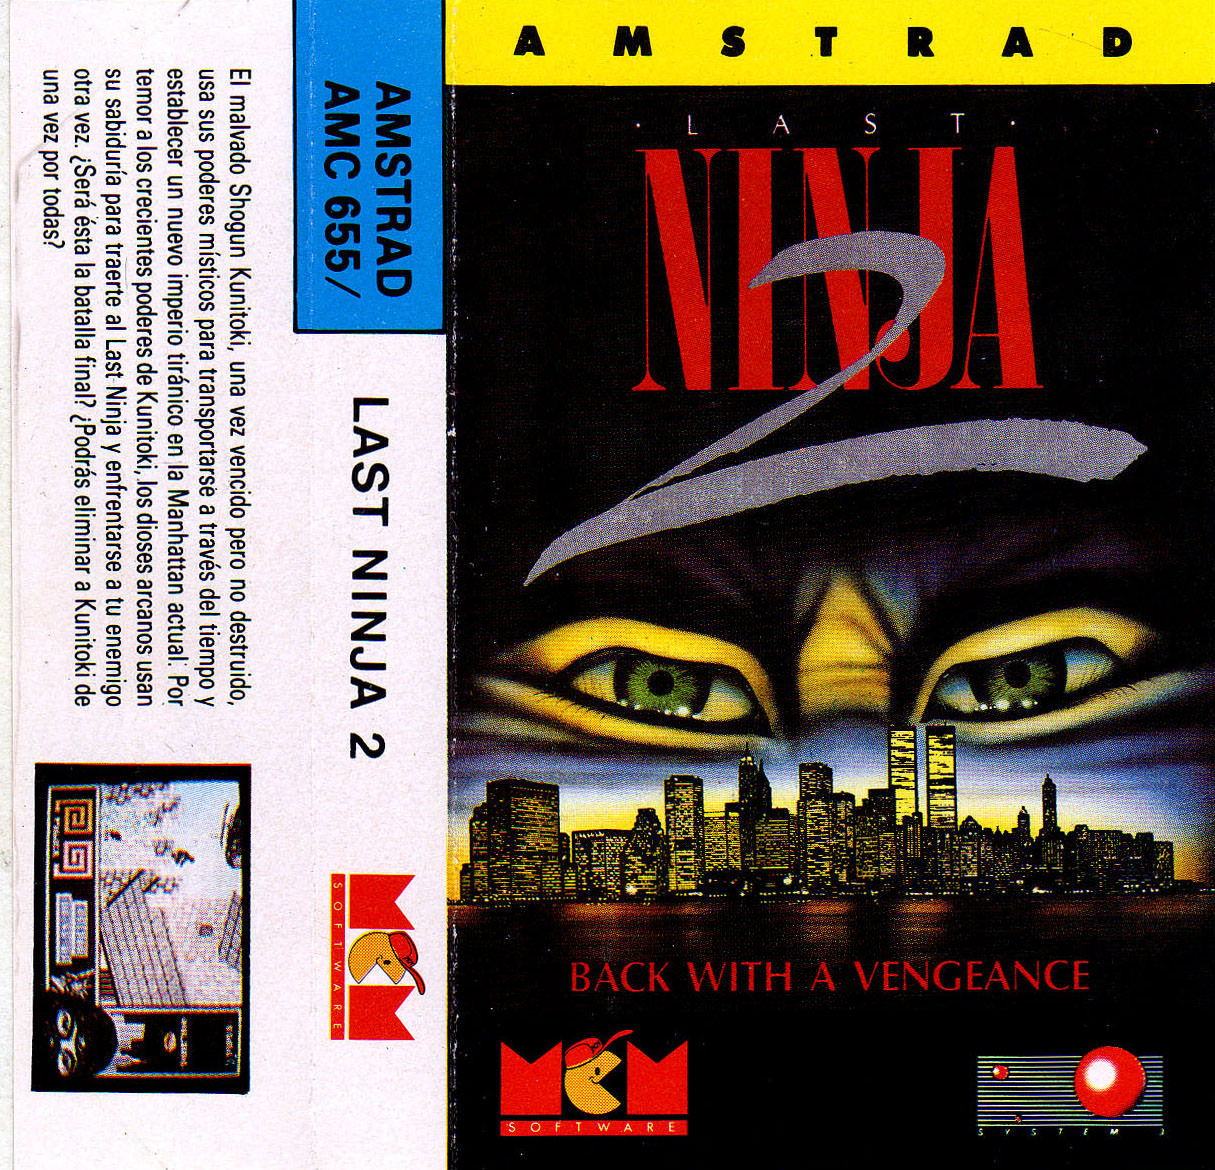 El malvado Shogun Kunitoki, una vez vencido pero no destruido,
usa sus poderes místicos para transportarse a través del tiempo y
establecer un nuevo imperio tiránico en la Manhattan actual. Por
temor a los crecientes poderes de Kunitoki, los dioses arcanos usan
su sabiduría para traerte al Last Ninja y enfrentarse a tu enemigo
otra vez. ¿Será ésta la batalla final? ¿Podrás eliminar a Kunitoki de
una vez por todas?
AMSTRAD
AMC 655/
LAST NINJA 2
MCM
SOFTWARE
AMSTRAD
· LAST ·
NINJA
2
BACK WITH A VENGEANCE
MCM
SOFTWARE
SYSTEM 3